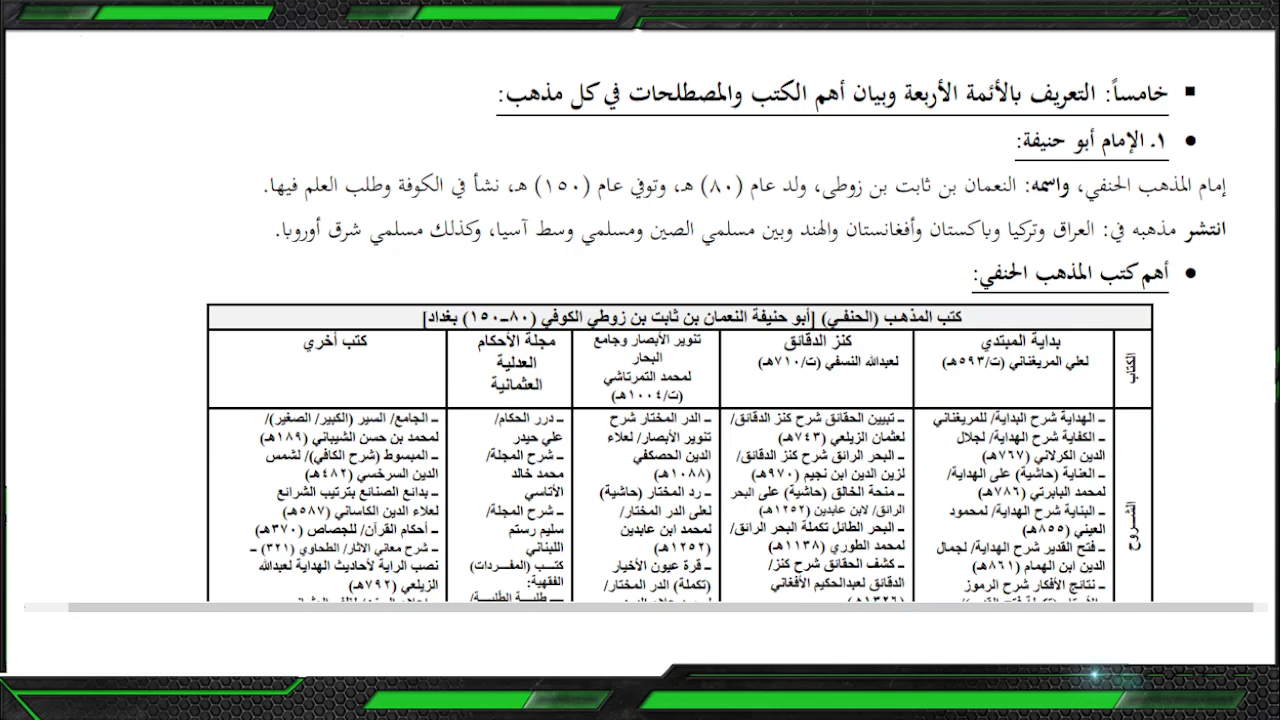 خامساً: التعريف بالأئمة الأربعة وبيان أهم الكتب والمصطلحات في كل مذهب:
١. الإمام أبو حنيفة:
إمام المذهب الحنفي، واسمه: النعمان بن ثابت بن زوطى، ولد عام (٨٠) هـ، وتوفي عام (١٥٠) هـ، نشأ في الكوفة وطلب العلم فيها.
انتشر مذهبه في: العراق وتركيا وباكستان وأفغانستان والهند وبين مسلمي الصين ومسلمي وسط آسيا، وكذلك مسلمي شرق أوروبا.
أهم كتب المذهب الحنفي:
كتب المذهب (الحنفي) [أبو حنيفة النعمان بن ثابت بن زوطي الكوفي (٨٠ـ١٥٠هـ) بغداد]
الكتاب
بداية المبتدي
لعلي المريغناني (ت/٥٩٣هـ)
كنز الدقائق
لعبدالله النسفي (ت/٧١٠هـ)
تنوير الأبصار وجامع
البحار
لمحمد التمرتاشي
(ت/١٠٠٤هـ)
مجلة الأحكام
العدلية
العثمانية
كتب أخري
الشروح
ـ الهداية شرح البداية/ للمريغناني
ـ الكفاية شرح الهداية/ لجلال
الدين الكرلاني (٧٦٧هـ)
ـ العناية (حاشية) على الهداية/
لمحمد البابرتي (٧٨٦هـ)
ـ البناية شرح الهداية/ لمحمود
العيني (٨٥٥هـ)
ـ فتح القدير شرح الهداية/ لجمال
الدين ابن الهمام (٨٦١هـ)
ـ نتائج الأفكار شرح الرموز
ـ تبيين الحقائق شرح كنز الدقائق/
لعثمان الزيلعي (٧٤٣هـ)
ـ البحر الرائق شرح كنز الدقائق/
لزين الدين ابن نجيم (٩٧٠هـ)
ـ منحة الخالق (حاشية) على البحر
الرائق/ لابن عابدين (١٢٥٢هـ)
ـ البحر الطائل تكملة البحر الرائق/
لمحمد الطوري (١١٣٨هـ)
ـ كشف الحقائق شرح كنز/
الدقائق لعبدالحكيم الأفغاني
(١٣٢٦هـ)
ـ الدر المختار شرح
تنوير الأبصار/ لعلاء
الدين الحصكفي
(١٠٨٨هـ)
ـ رد المختار (حاشية)
لعلى الدر المختار/
لمحمد ابن عابدين
(١٢٥٢هـ)
ـ قرة عيون الأخيار
(تكملة) الدر المختار/
ـ درر الحكام/
علي حيدر
ـ شرح المجلة/
محمد خالد
الأتاسي
ـ شرح المجلة/
سليم رستم
اللبناني
كتب (المفردات)
الفقهية:
ـ طلبة الطلبة/
ـ الجامع/ السير (الكبير/ الصغير)/
لمحمد بن حسن الشيباني (١٨٩هـ)
ـ المبسوط (شرح الكافي)/ لشمس
الدين السرخسي (٤٨٢هـ)
ـ بدائع الصنائع بترتيب الشرائع
لعلاء الدين الكاساني (٥٨٧هـ)
ـ أحكام القرآن/ للجصاص (٣٧٠هـ)
ـ شرح معاني الاثار/ الطحاوي (٣٢١) ـ
نصب الراية لأحاديث الهداية لعبدالله
الزيلعي (٧٩٢هـ)